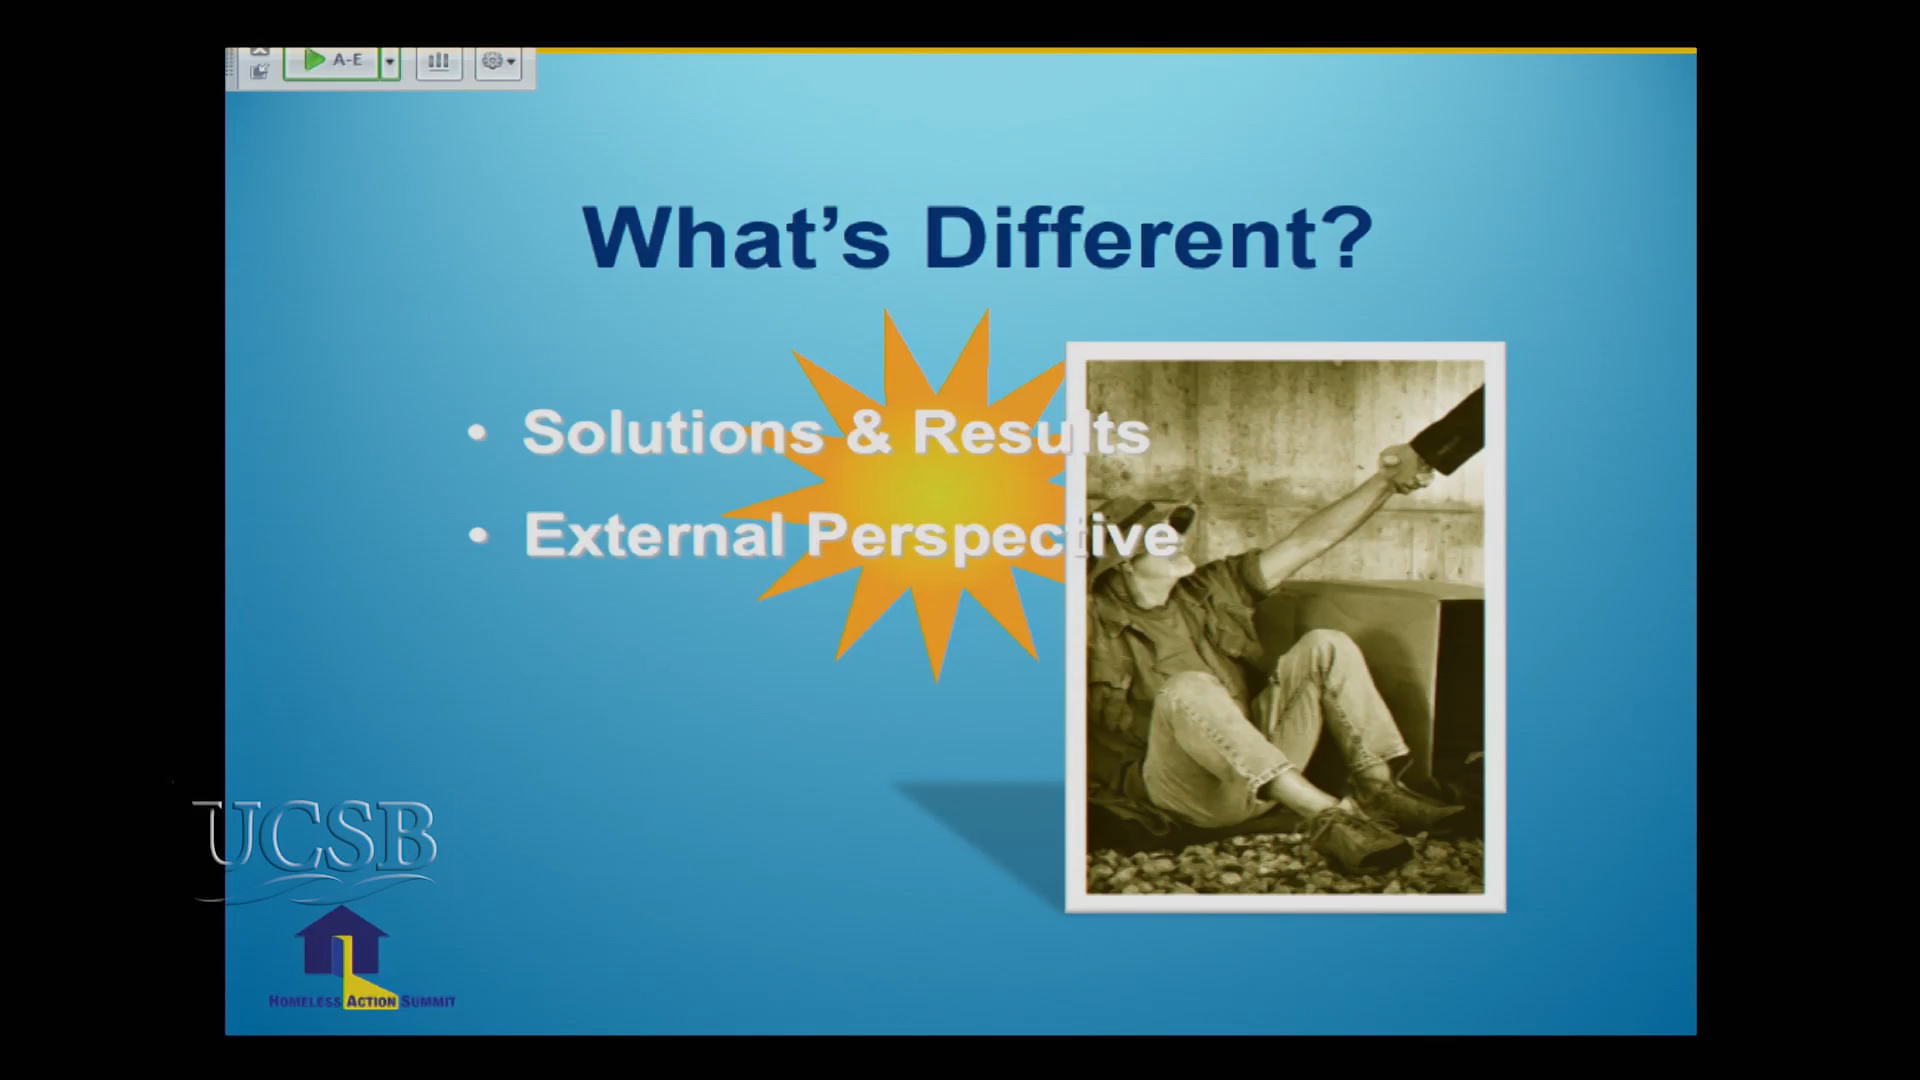 A-E
What's Different?
• Solutions & Results
• External Perspective
UCSB
HOMELESS ACTION SUMMIT